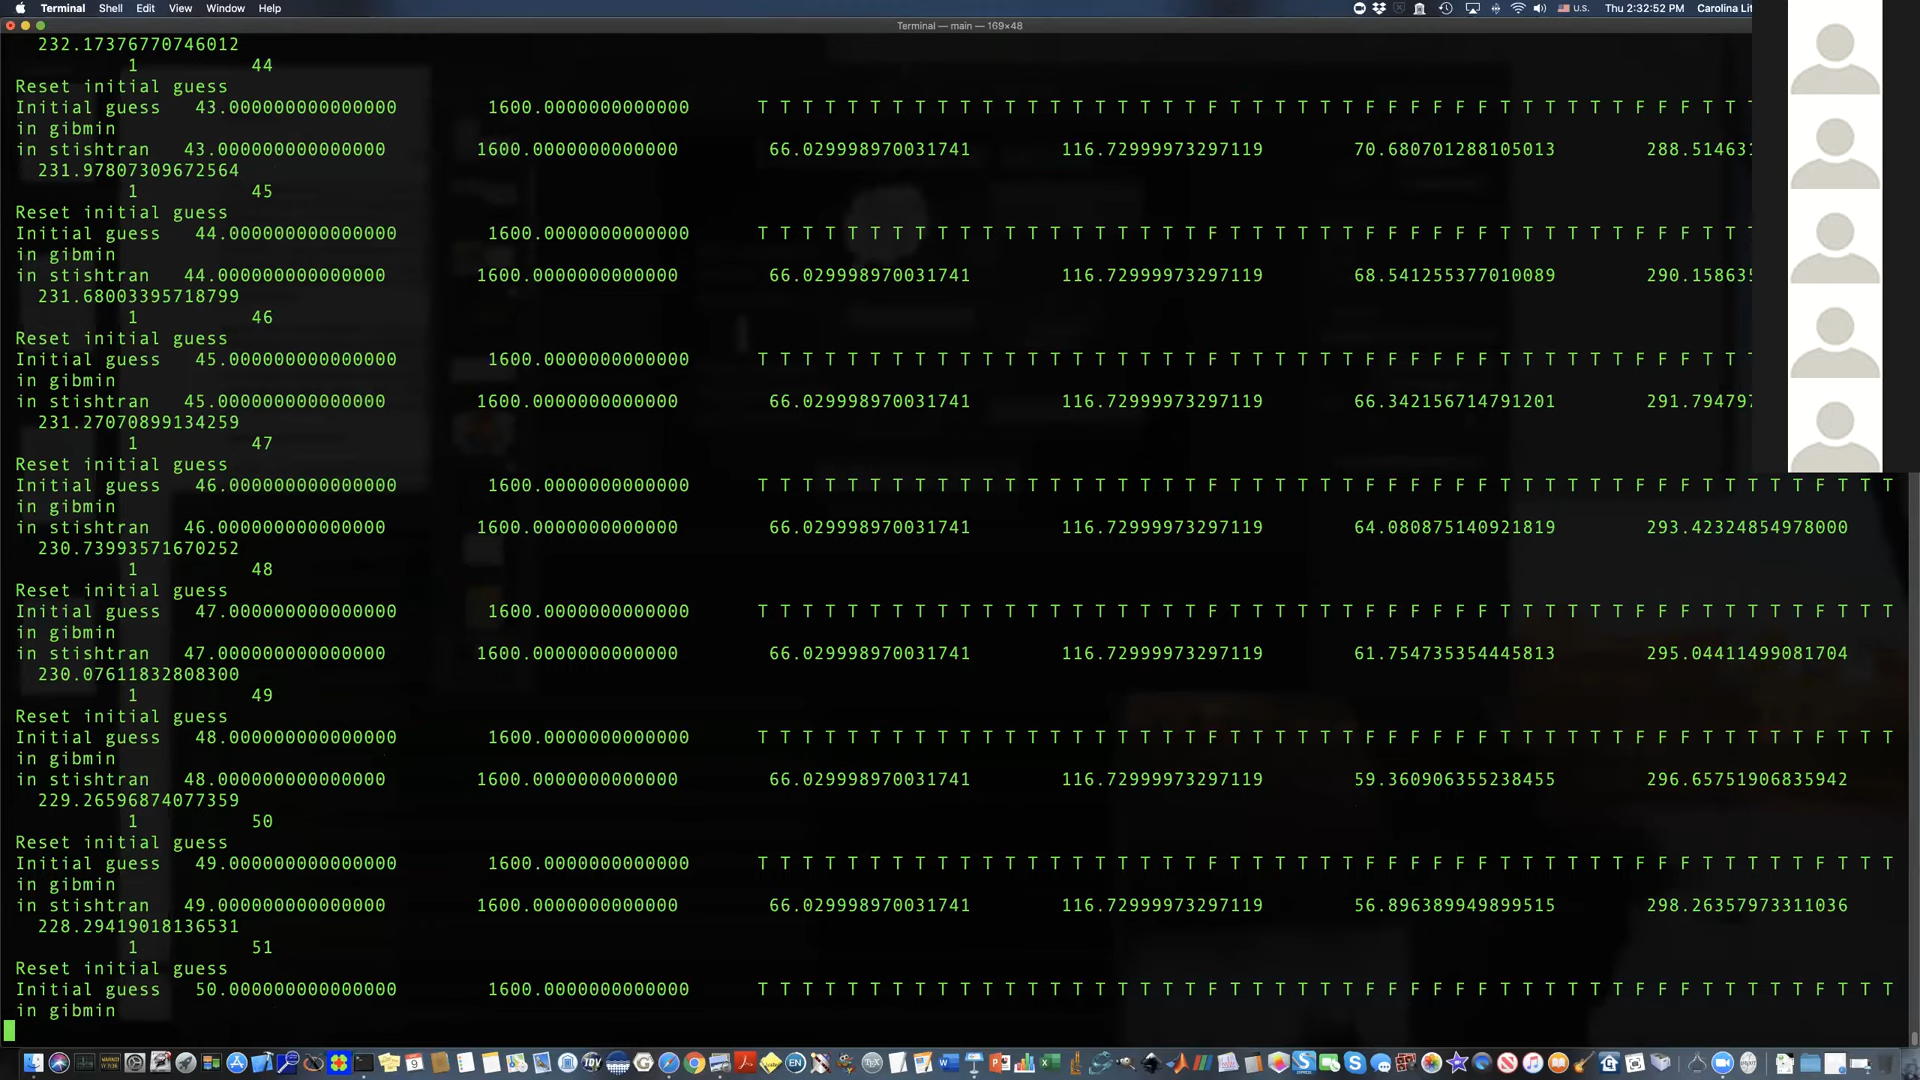 Terminal Shell Edit View Window Help U.S. Thu 2:32:52 PM Carolina Lit
Terminal — main — 169×48
232.17376770746012
1 44
Reset initial guess
Initial guess 43.000000000000000 1600.0000000000000 T T T T T T T T T T T T T T T T T T T T F T T T T T T F F F F F F T T T T T T F F F T T T
in gibmin
in stishtran 43.000000000000000 1600.0000000000000 66.029998970031741 116.72999973297119 70.680701288105013 288.51463
231.97807309672564
1 45
Reset initial guess
Initial guess 44.000000000000000 1600.0000000000000 T T T T T T T T T T T T T T T T T T T T F T T T T T T F F F F F F T T T T T T F F F T T T
in gibmin
in stishtran 44.000000000000000 1600.0000000000000 66.029998970031741 116.72999973297119 68.541255377010089 290.15863
231.68003395718799
1 46
Reset initial guess
Initial guess 45.000000000000000 1600.0000000000000 T T T T T T T T T T T T T T T T T T T T F T T T T T T F F F F F F T T T T T T F F F T T T
in gibmin
in stishtran 45.000000000000000 1600.0000000000000 66.029998970031741 116.72999973297119 66.342156714791201 291.79479
231.27070899134259
1 47
Reset initial guess
Initial guess 46.000000000000000 1600.0000000000000 T T T T T T T T T T T T T T T T T T T T F T T T T T T F F F F F F T T T T T T F F F T T T T T F T T T
in gibmin
in stishtran 46.000000000000000 1600.0000000000000 66.029998970031741 116.72999973297119 64.080875140921819 293.42324854978000
230.73993571670252
1 48
Reset initial guess
Initial guess 47.000000000000000 1600.0000000000000 T T T T T T T T T T T T T T T T T T T T F T T T T T T F F F F F F T T T T T T F F F T T T T T F T T T
in gibmin
in stishtran 47.000000000000000 1600.0000000000000 66.029998970031741 116.72999973297119 61.754735354445813 295.04411499081704
230.07611832808300
1 49
Reset initial guess
Initial guess 48.000000000000000 1600.0000000000000 T T T T T T T T T T T T T T T T T T T T F T T T T T T F F F F F F T T T T T T F F F T T T T T F T T T
in gibmin
in stishtran 48.000000000000000 1600.0000000000000 66.029998970031741 116.72999973297119 59.360906355238455 296.65751906835942
229.26596874077359
1 50
Reset initial guess
Initial guess 49.000000000000000 1600.0000000000000 T T T T T T T T T T T T T T T T T T T T F T T T T T T F F F F F F T T T T T T F F F T T T T T F T T T
in gibmin
in stishtran 49.000000000000000 1600.0000000000000 66.029998970031741 116.72999973297119 56.896389949899515 298.26357973311036
228.29419018136531
1 51
Reset initial guess
Initial guess 50.000000000000000 1600.0000000000000 T T T T T T T T T T T T T T T T T T T T F T T T T T T F F F F F F T T T T T T F F F T T T T T F T T T
in gibmin